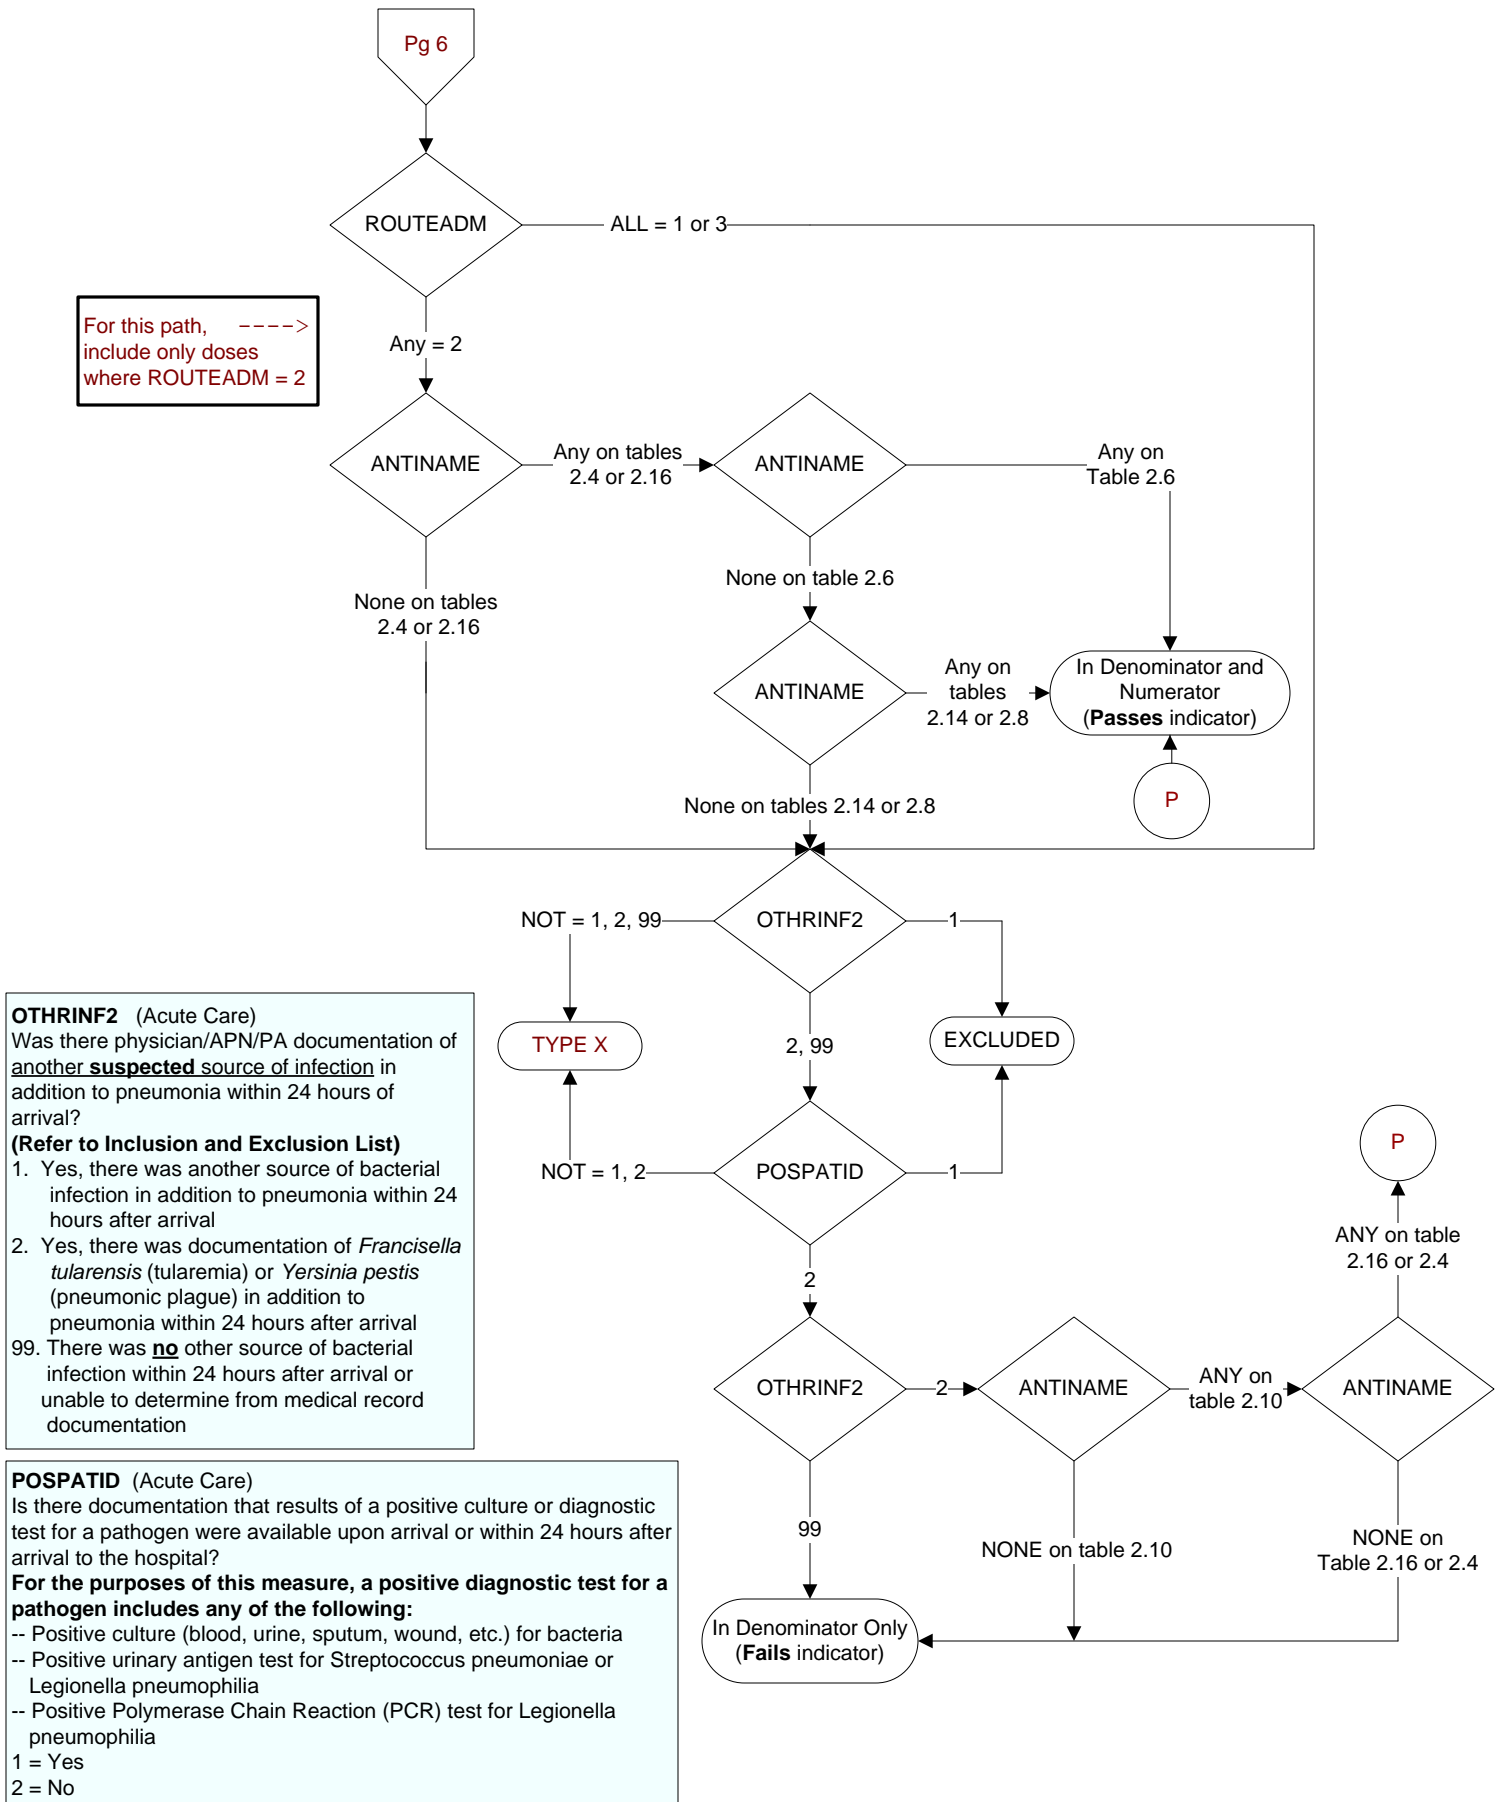 Pg 6
ROUTEADM
ALL = 1 or 3
For this path, ---->
include only doses
where ROUTEADM = 2
Any = 2
ANTINAME
Any on tables
2.4 or 2.16
ANTINAME
Any on
Table 2.6
None on table 2.6
None on tables
2.4 or 2.16
ANTINAME
Any on
tables
2.14 or 2.8
In Denominator and
Numerator
(Passes indicator)
P
None on tables 2.14 or 2.8
NOT = 1, 2, 99
OTHRINF2
1
TYPE X
2, 99
EXCLUDED
NOT = 1, 2
POSPATID
1
2
P
ANY on table
2.16 or 2.4
OTHRINF2
2
ANTINAME
ANY on
table 2.10
ANTINAME
99
NONE on table 2.10
NONE on
Table 2.16 or 2.4
In Denominator Only
(Fails indicator)
OTHRINF2 (Acute Care)
Was there physician/APN/PA documentation of
another suspected source of infection in
addition to pneumonia within 24 hours of
arrival?
(Refer to Inclusion and Exclusion List)
1. Yes, there was another source of bacterial
infection in addition to pneumonia within 24
hours after arrival
2. Yes, there was documentation of Francisella
tularensis (tularemia) or Yersinia pestis
(pneumonic plague) in addition to
pneumonia within 24 hours after arrival
99. There was no other source of bacterial
infection within 24 hours after arrival or
unable to determine from medical record
documentation
POSPATID (Acute Care)
Is there documentation that results of a positive culture or diagnostic
test for a pathogen were available upon arrival or within 24 hours after
arrival to the hospital?
For the purposes of this measure, a positive diagnostic test for a
pathogen includes any of the following:
-- Positive culture (blood, urine, sputum, wound, etc.) for bacteria
-- Positive urinary antigen test for Streptococcus pneumoniae or
Legionella pneumophilia
-- Positive Polymerase Chain Reaction (PCR) test for Legionella
pneumophilia
1 = Yes
2 = No